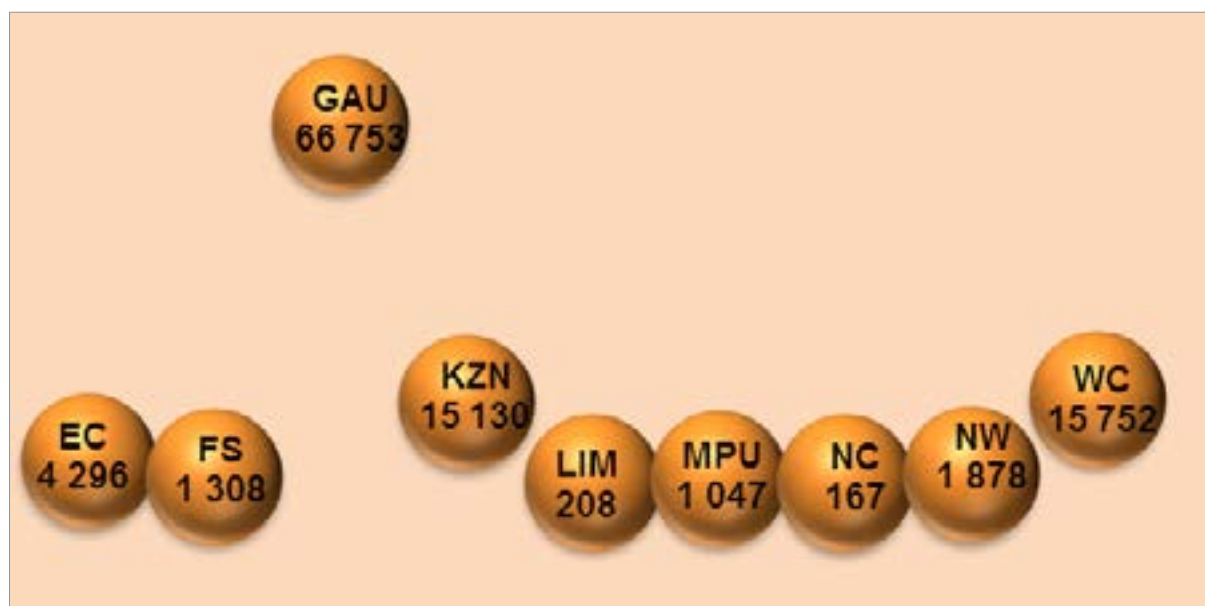 GAU
66 753
KZN
15 130
WC
15 752
EC
4 296
FS
1 308
LIM
208
MPU
1 047
NC
167
NW
1 878